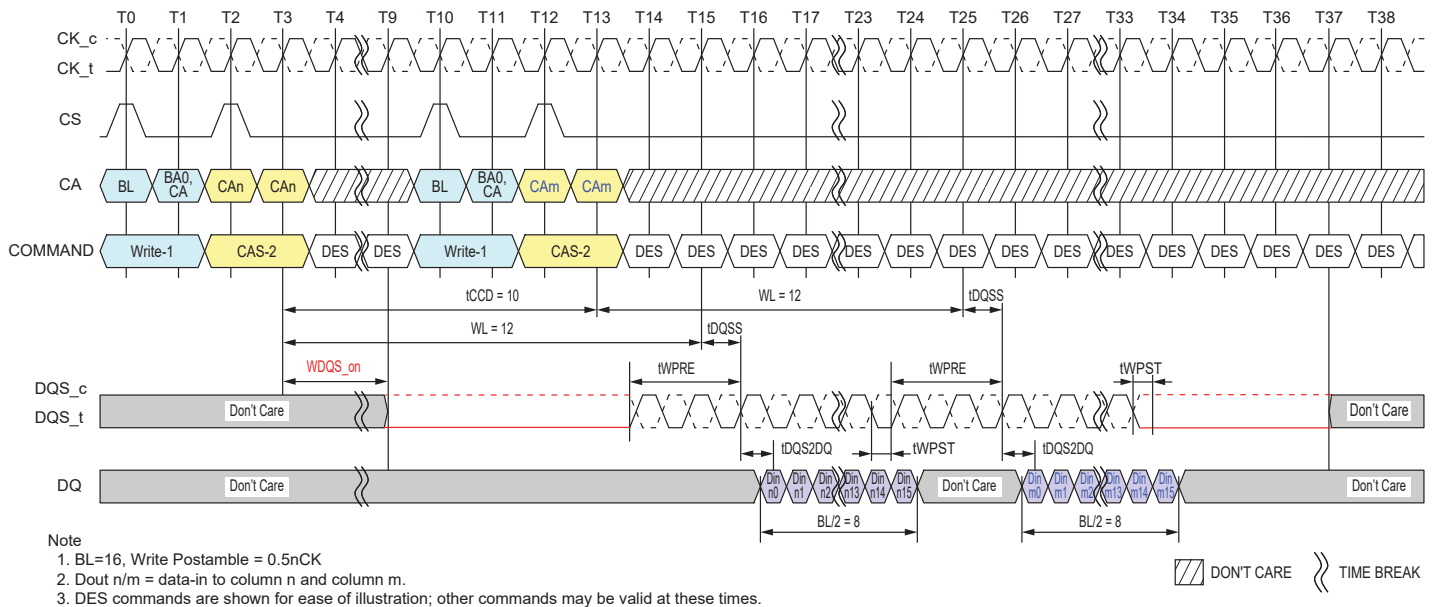 T0 T1 T2 T3 T4 T9 T10 T11 T12 T13 T14 T15 T16 T17 T23 T24 T25 T26 T27 T33 T34 T35 T36 T37 T38
CK_c
CK_t
CS
CA BL BA0, CA CAn CAn BL BA0, CA CAm CAm
COMMAND Write-1 CAS-2 DES DES Write-1 CAS-2 DES DES DES DES DES DES DES DES DES DES DES DES DES DES DES
tCCD = 10 WL = 12 tDQSS
WL = 12 tDQSS
WDQS_on tWPRE tWPRE tWPST
DQS_c
DQS_t Don't Care Don't Care
tDQS2DQ tWPST tDQS2DQ
DQ Don't Care Din n0 Din n1 Din n2 Din n13 Din n14 Din n15 Don't Care Din m0 Din m1 Din m2 Din m13 Din m14 Din m15 Don't Care
BL/2 = 8 BL/2 = 8
Note
1. BL=16, Write Postamble = 0.5nCK
2. Dout n/m = data-in to column n and column m.
3. DES commands are shown for ease of illustration; other commands may be valid at these times.
DON'T CARE TIME BREAK